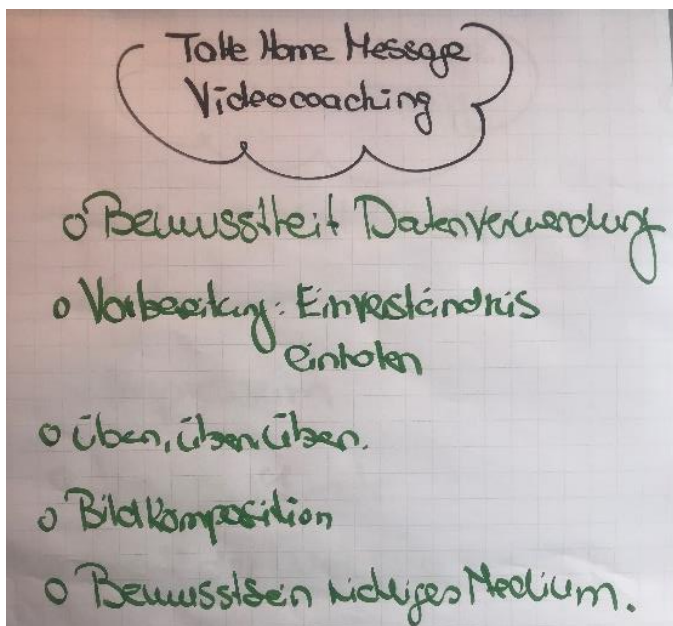 Take Home Message
Videocoaching
o Bewusstheit Datenverwendung
o Vorbereitung: Einverständnis
einholen
o üben, üben, üben.
o Bildkomposition
o Bewusstsein richtiges Medium.